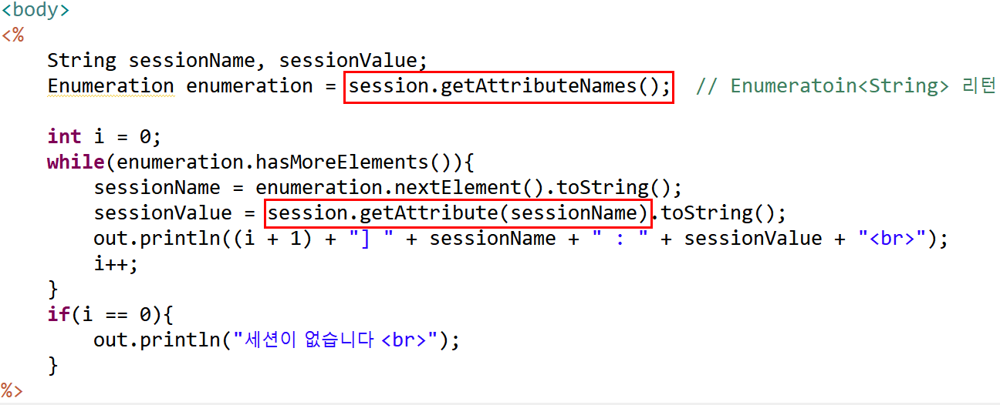 <body>
<%
String sessionName, sessionValue;
Enumeration enumeration = session.getAttributeNames(); // Enumeratoin<String> 리턴
int i = 0;
while(enumeration.hasMoreElements()){
sessionName = enumeration.nextElement().toString();
sessionValue = session.getAttribute(sessionName).toString();
out.println((i + 1) + "] " + sessionName + " : " + sessionValue + "<br>");
i++;
}
if(i == 0){
out.println("세션이 없습니다 <br>");
}
%>